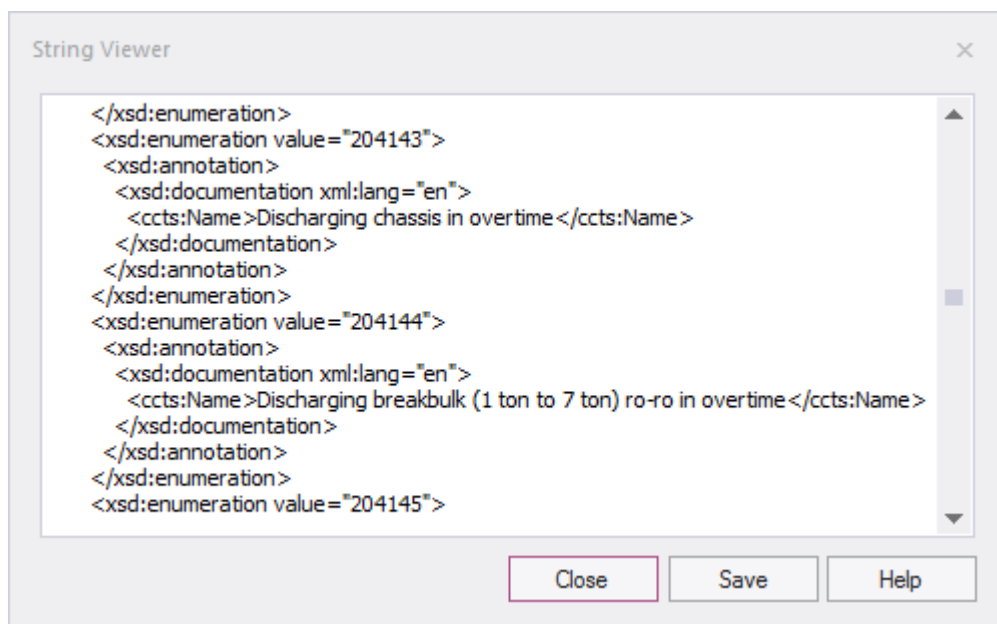 String Viewer
</xsd:enumeration>
<xsd:enumeration value="204143">
<xsd:annotation>
<xsd:documentation xml:lang="en">
<ccts:Name>Discharging chassis in overtime</ccts:Name>
</xsd:documentation>
</xsd:annotation>
</xsd:enumeration>
<xsd:enumeration value="204144">
<xsd:annotation>
<xsd:documentation xml:lang="en">
<ccts:Name>Discharging breakbulk (1 ton to 7 ton) ro-ro in overtime</ccts:Name>
</xsd:documentation>
</xsd:annotation>
</xsd:enumeration>
<xsd:enumeration value="204145">
Close Save Help